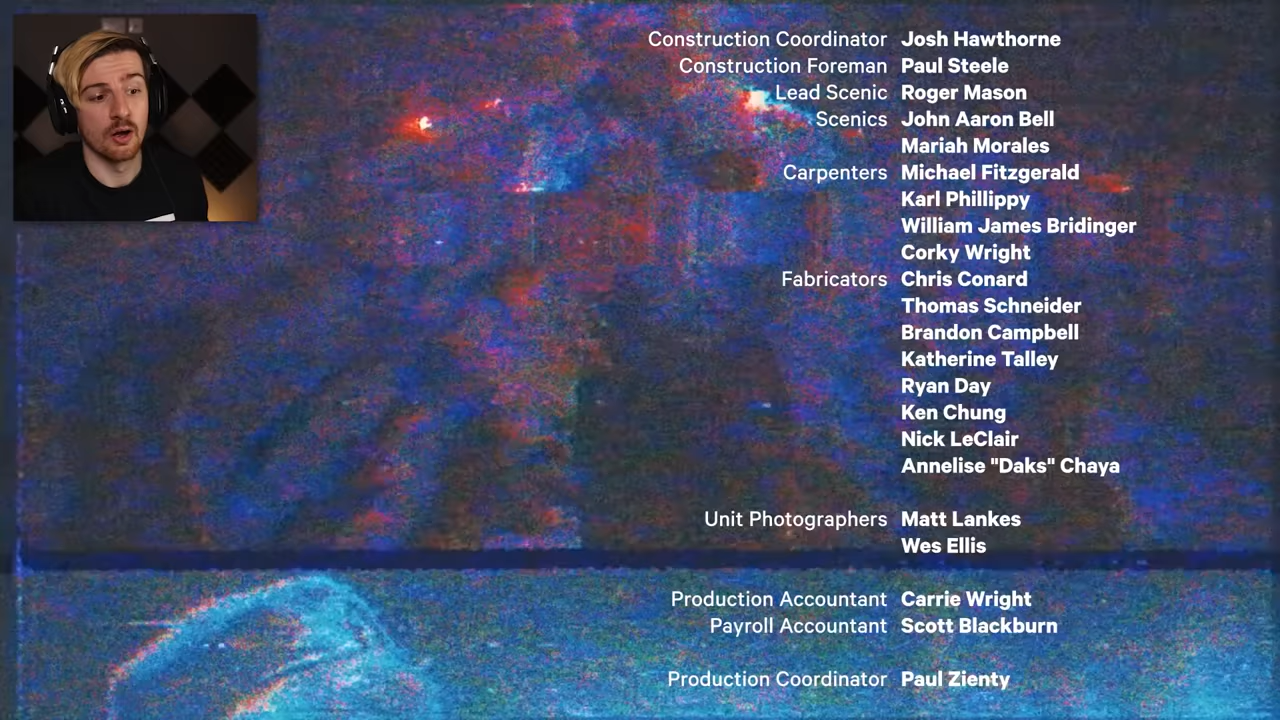 Construction Coordinator Josh Hawthorne
Construction Foreman Paul Steele
Lead Scenic Roger Mason
Scenics John Aaron Bell
Mariah Morales
Carpenters Michael Fitzgerald
Karl Phillippy
William James Bridinger
Corky Wright
Fabricators Chris Conard
Thomas Schneider
Brandon Campbell
Katherine Talley
Ryan Day
Ken Chung
Nick LeClair
Annelise "Daks" Chaya
Unit Photographers Matt Lankes
Wes Ellis
Production Accountant Carrie Wright
Payroll Accountant Scott Blackburn
Production Coordinator Paul Zienty